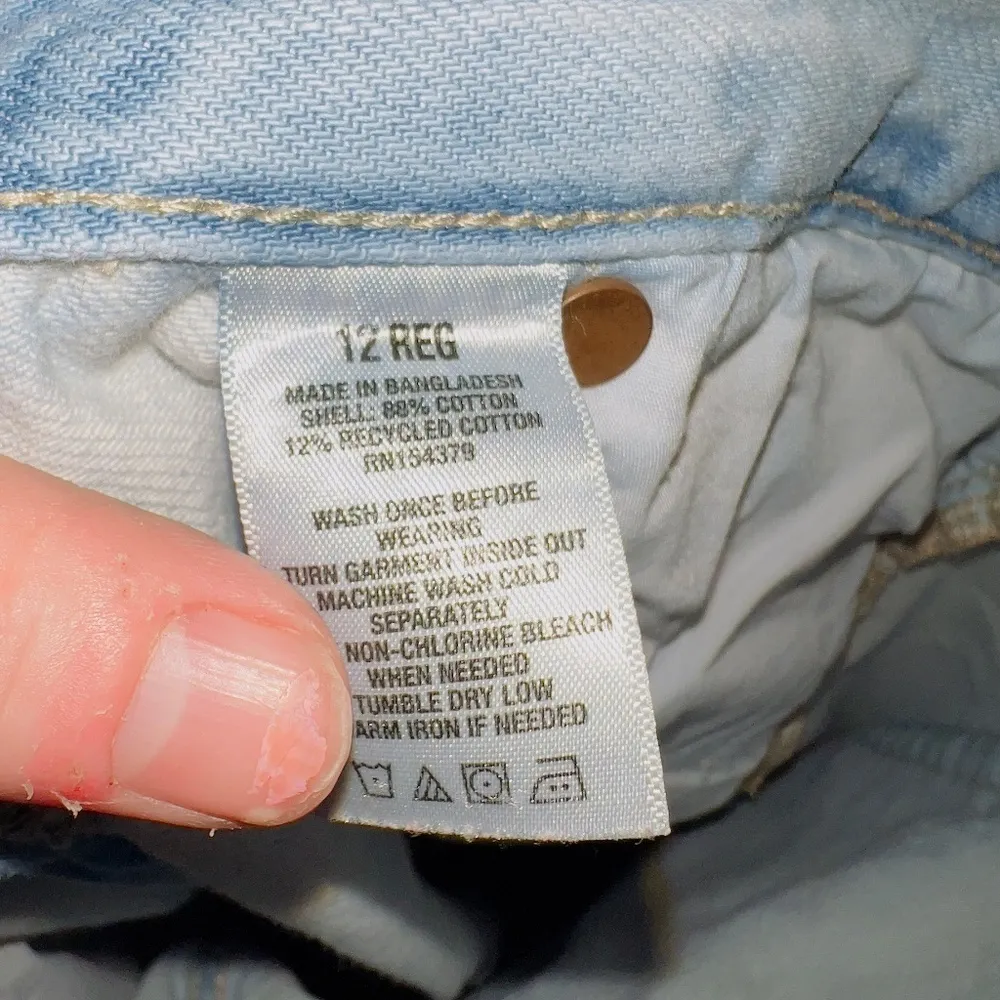 12 REG
MADE IN BANGLADESH
SHELL: 88% COTTON
12% RECYCLED COTTON
RN154379
WASH ONCE BEFORE
WEARING
TURN GARMENT INSIDE OUT
MACHINE WASH COLD
SEPARATELY
NON-CHLORINE BLEACH
WHEN NEEDED
TUMBLE DRY LOW
ARM IRON IF NEEDED